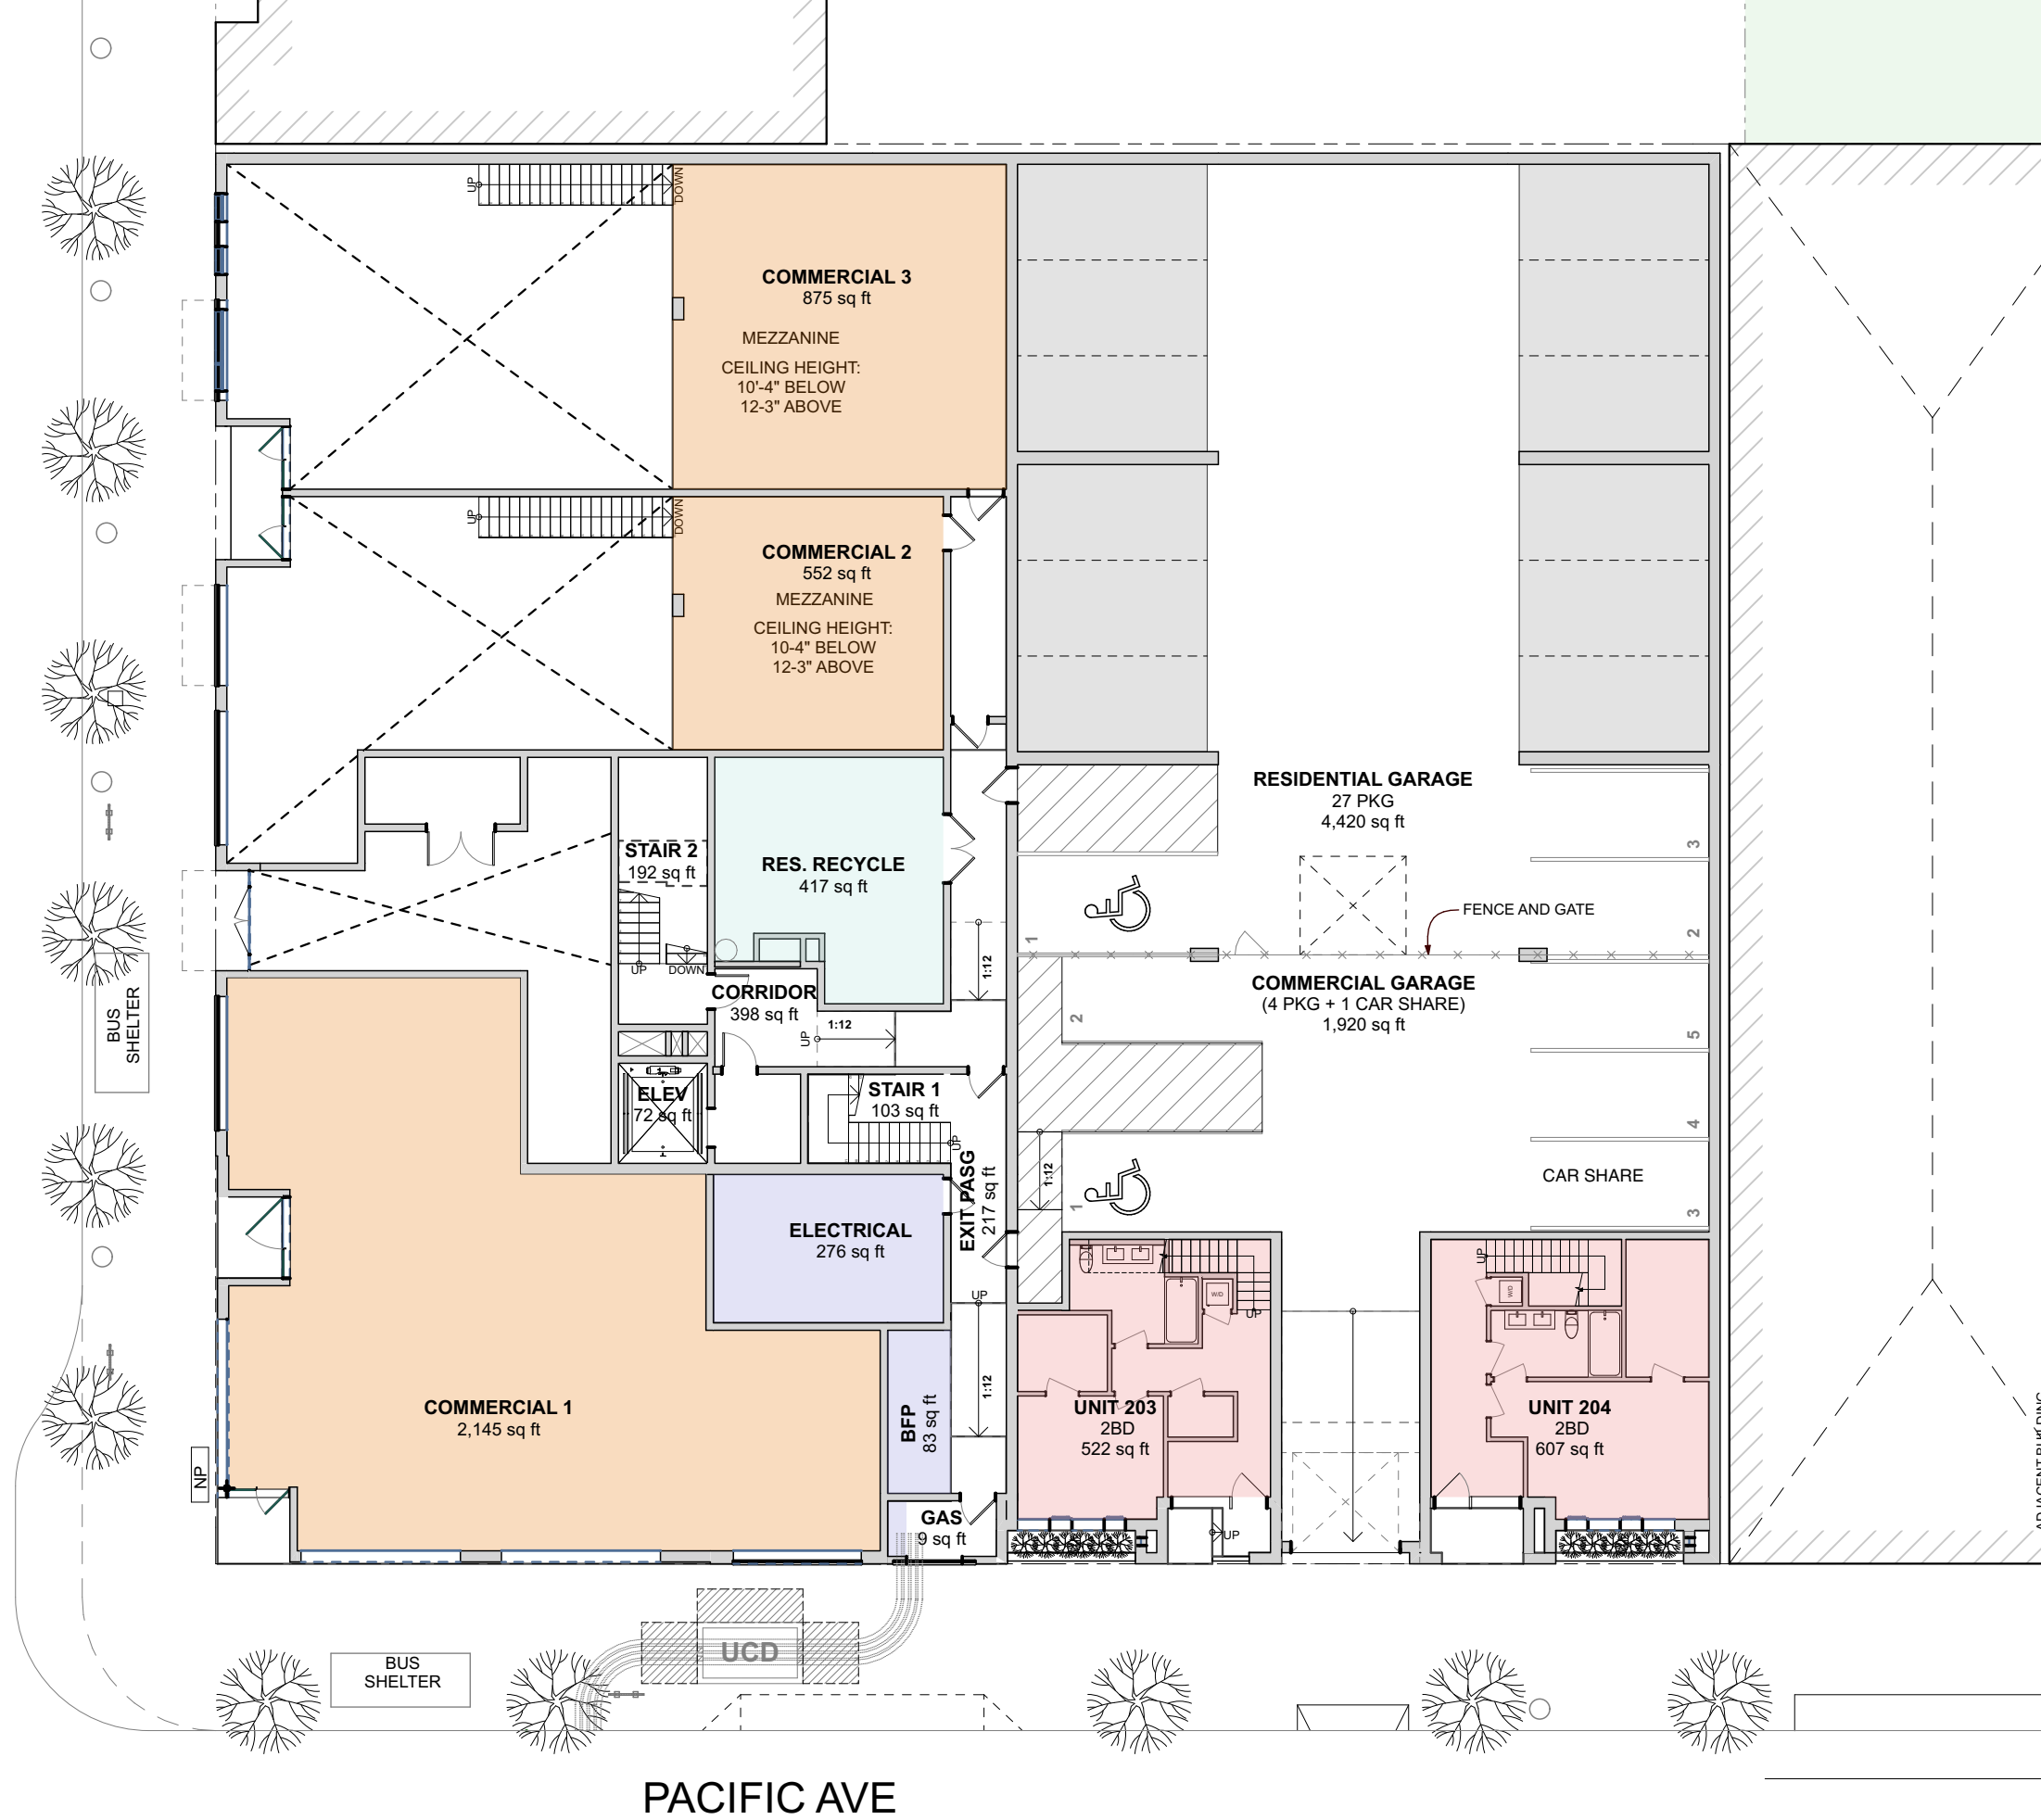 UP
DOWN
COMMERCIAL 3
875 sq ft
MEZZANINE
CEILING HEIGHT:
10'-4" BELOW
12-3" ABOVE
UP
DOWN
COMMERCIAL 2
552 sq ft
MEZZANINE
CEILING HEIGHT:
10-4" BELOW
12-3" ABOVE
RESIDENTIAL GARAGE
27 PKG
4,420 sq ft
3
STAIR 2
192 sq ft
UP
DOWN
RES. RECYCLE
417 sq ft
1:12
1
FENCE AND GATE
2
COMMERCIAL GARAGE
(4 PKG + 1 CAR SHARE)
1,920 sq ft
2
5
BUS
SHELTER
CORRIDOR
398 sq ft
UP
1:12
ELEV
72 sq ft
STAIR 1
103 sq ft
UP
EXIT PASG
217 sq ft
1:12
1
4
CAR SHARE
3
ELECTRICAL
276 sq ft
UP
1:12
W/D
UP
UP
W/D
COMMERCIAL 1
2,145 sq ft
BFP
83 sq ft
UNIT 203
2BD
522 sq ft
UNIT 204
2BD
607 sq ft
NP
GAS
9 sq ft
UP
ADJACENT BUILDING
UCD
BUS
SHELTER
PACIFIC AVE